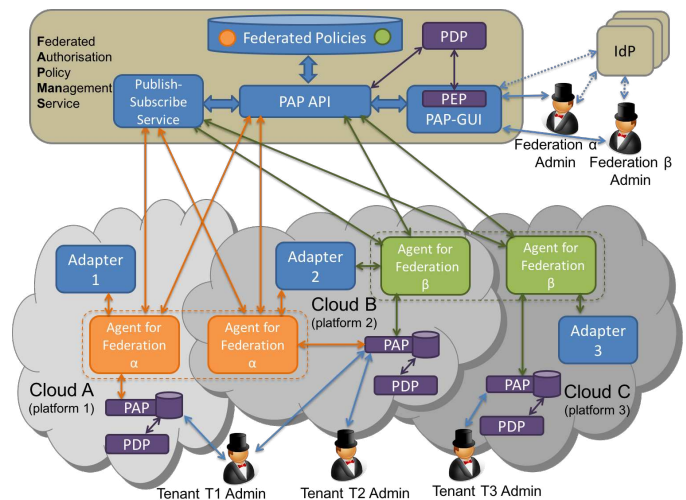 Federated
Authorisation
Policy
Management
Service
Federated Policies
PDP
IdP
Publish-
Subscribe
Service
PAP API
PEP
PAP-GUI
Federation α
Admin
Federation β
Admin
Adapter
1
Adapter
2
Agent for
Federation
β
Agent for
Federation
β
Cloud B
(platform 2)
Agent for
Federation
α
Agent for
Federation
α
Adapter
3
PAP
PDP
Cloud A
(platform 1)
PAP
PDP
PAP
PDP
Cloud C
(platform 3)
Tenant T1 Admin
Tenant T2 Admin
Tenant T3 Admin